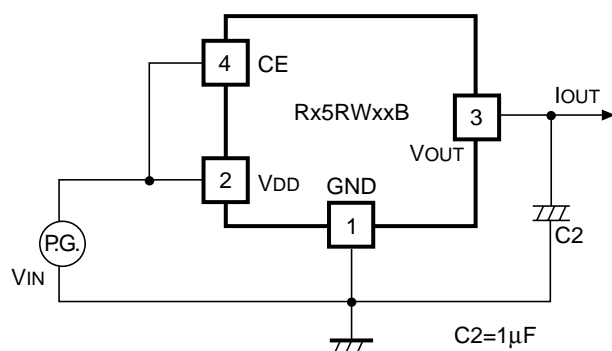 4 CE
Rx5RWxxB
3
IOUT
VOUT
2 VDD
GND
1
P.G.
VIN
C2
C2=1µF